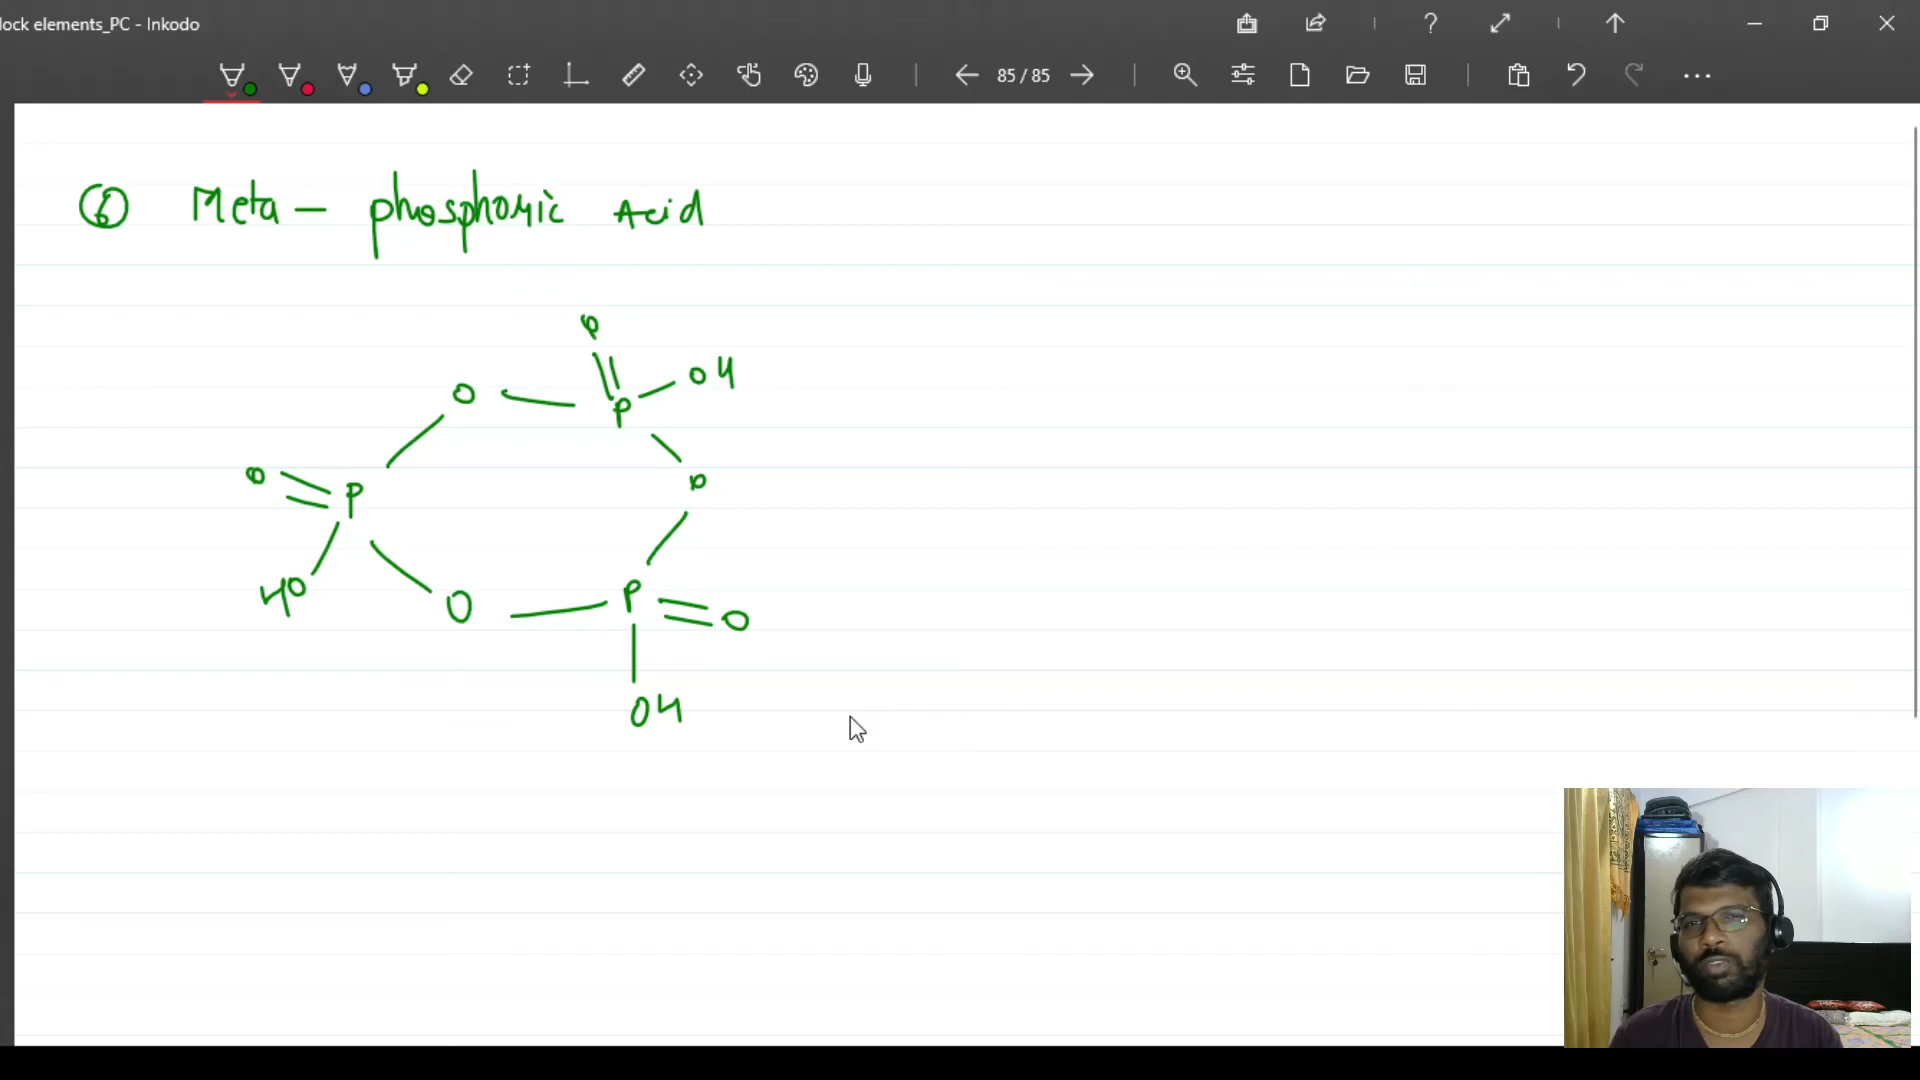 lock elements_PC - Inkodo
85 / 85
⑥ Meta - phosphoric Acid
O
O P OH
O P O
HO O P O
OH